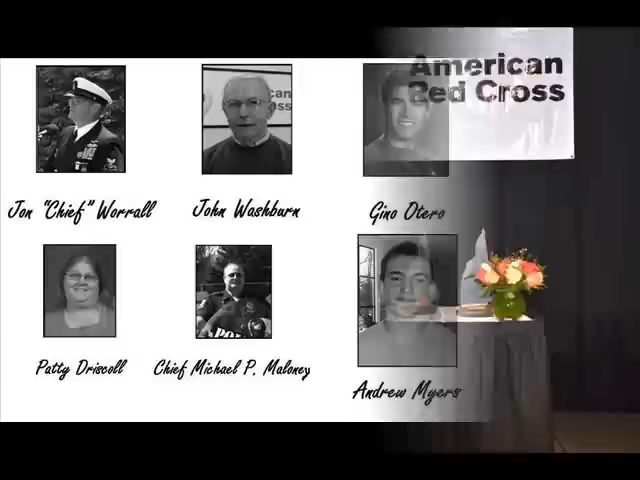 American
Red Cross
Jon "Chief" Worrall
John Washburn
Gino Otero
Patty Driscoll
Chief Michael P. Maloney
Andrew Myers